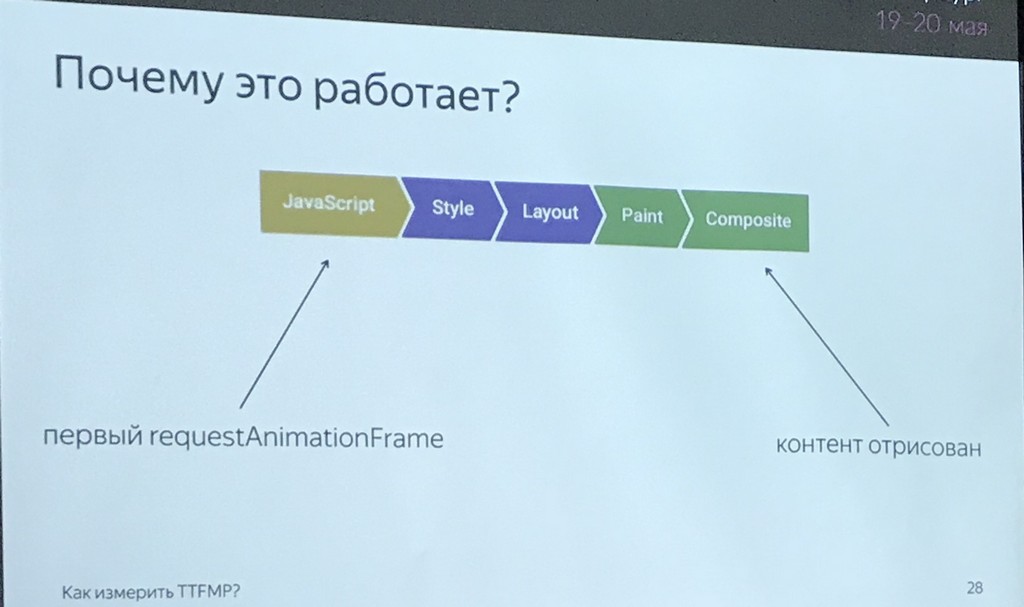 19–20 мая
Почему это работает?
JavaScript
Style
Layout
Paint
Composite
первый requestAnimationFrame
контент отрисован
Как измерить TTFMP?
28